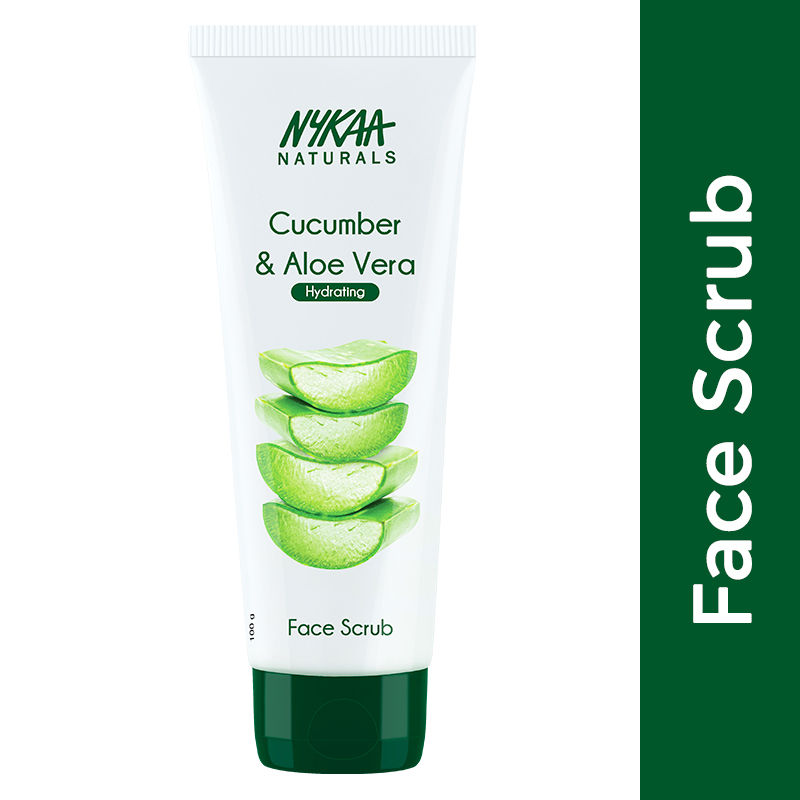 NYKAA
NATURALS
Cucumber
& Aloe Vera
Hydrating
100 g
Face Scrub
Face Scrub